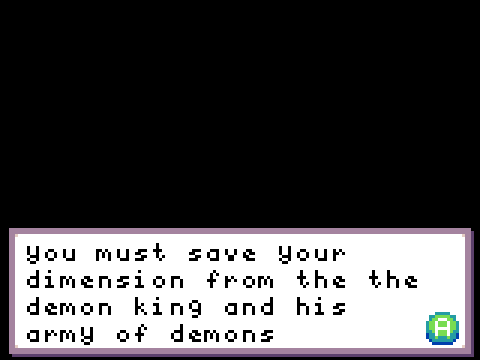 You must save your
dimension from the the
demon king and his
army of demons
A